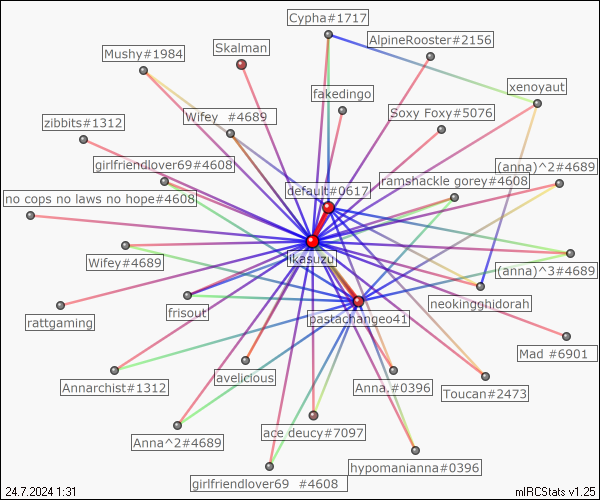 Cypha#1717
AlpineRooster#2156
Skalman
Mushy#1984
xenoyaut
fakedingo
Wifey  #4689
Soxy Foxy#5076
zibbits#1312
girlfriendlover69#4608
(anna)^2#4689
default#0617
ramshackle gorey#4608
no cops no laws no hope#4608
ikasuzu
Wifey#4689
(anna)^3#4689
neokingghidorah
frisout
pastachangeo41
rattgaming
Mad  #6901
avelicious
Annarchist#1312
Anna.#0396
Toucan#2473
ace deucy#7097
Anna^2#4689
hypomanianna#0396
girlfriendlover69  #4608
24.7.2024 1:31
mIRCStats v1.25